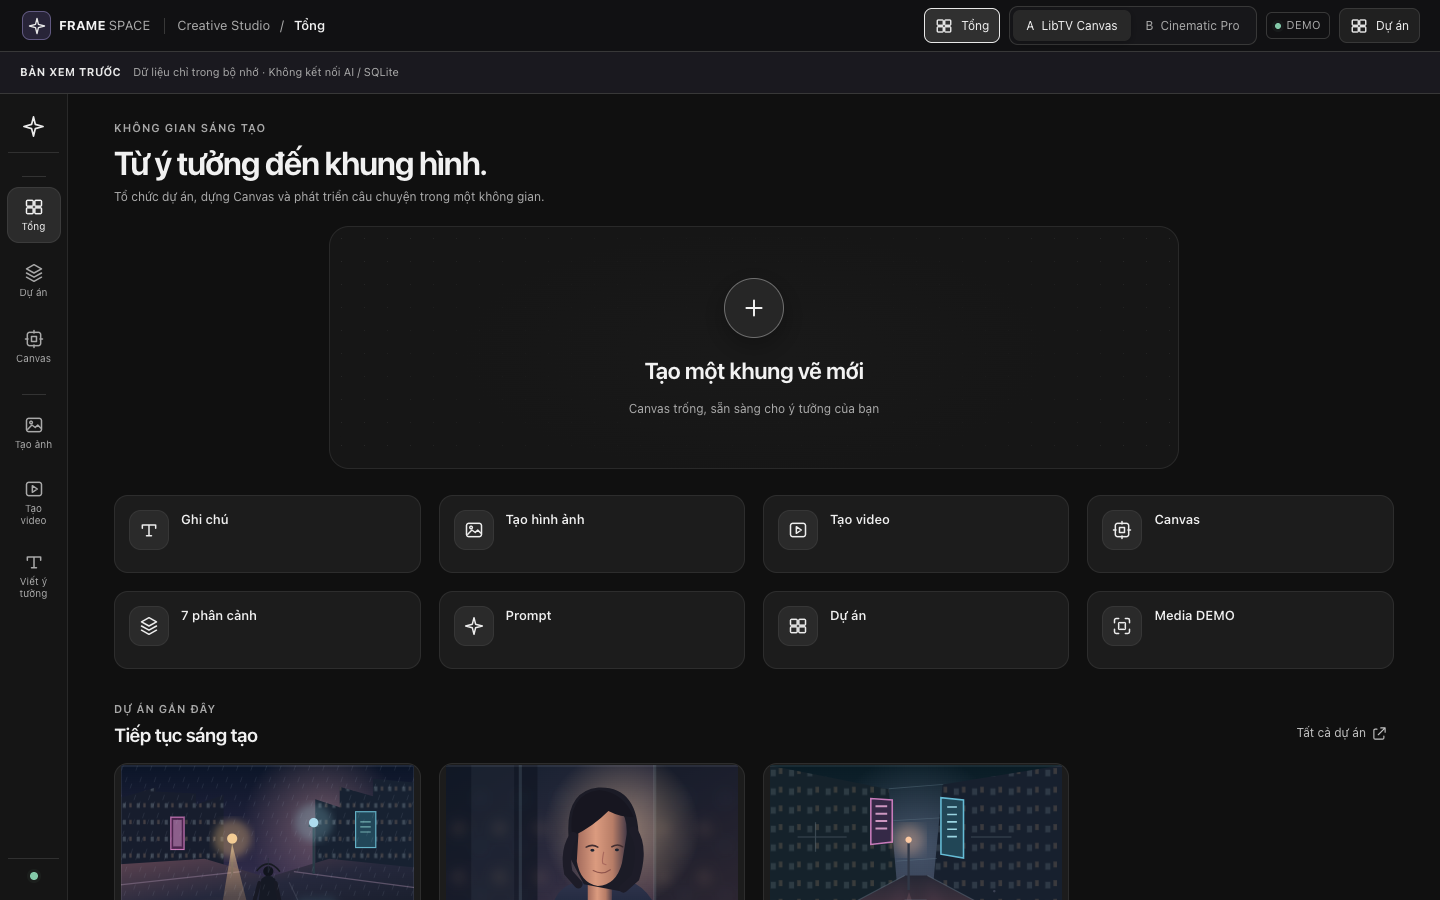 FRAME SPACE
Creative Studio / Tổng
Tổng
A LibTV Canvas
B Cinematic Pro
DEMO
Dự án
BẢN XEM TRƯỚC
Dữ liệu chỉ trong bộ nhớ · Không kết nối AI / SQLite
Tổng
Dự án
Canvas
Tạo ảnh
Tạo
video
Viết ý
tưởng
KHÔNG GIAN SÁNG TẠO
Từ ý tưởng đến khung hình.
Tổ chức dự án, dựng Canvas và phát triển câu chuyện trong một không gian.
Tạo một khung vẽ mới
Canvas trống, sẵn sàng cho ý tưởng của bạn
Ghi chú
Tạo hình ảnh
Tạo video
Canvas
7 phân cảnh
Prompt
Dự án
Media DEMO
DỰ ÁN GẦN ĐÂY
Tiếp tục sáng tạo
Tất cả dự án